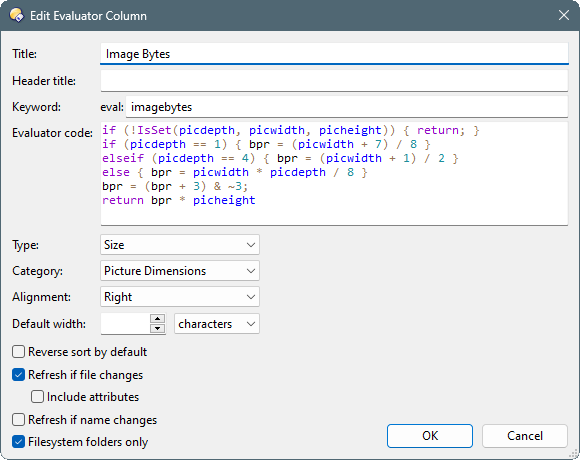 Edit Evaluator Column
Title: Image Bytes
Header title:
Keyword: eval: imagebytes
Evaluator code: if (!IsSet(picdepth, picwidth, picheight)) { return; }
if (picdepth == 1) { bpr = (picwidth + 7) / 8 }
elseif (picdepth == 4) { bpr = (picwidth + 1) / 2 }
else { bpr = picwidth * picdepth / 8 }
bpr = (bpr + 3) & ~3;
return bpr * picheight
Type: Size
Category: Picture Dimensions
Alignment: Right
Default width: characters
Reverse sort by default
Refresh if file changes
Include attributes
Refresh if name changes
Filesystem folders only
OK Cancel